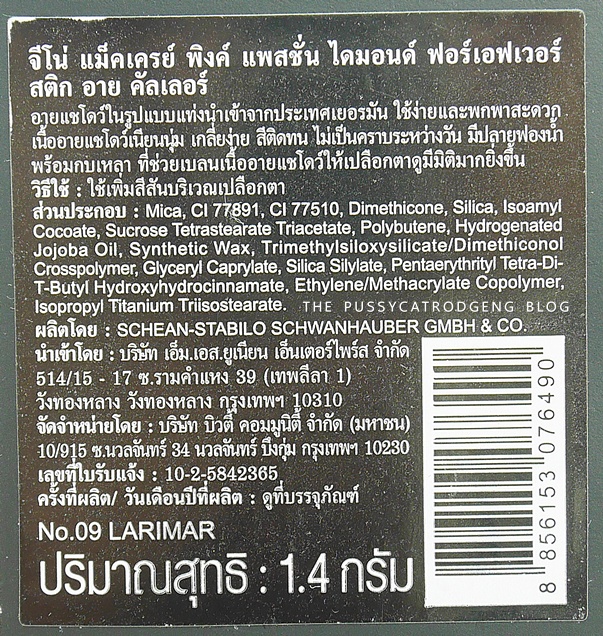 จีโน่ แม็คเครย์ พิงค์ แพสชั่น ไดมอนด์ ฟอร์เอฟเวอร์
สติก อาย คัลเลอร์
อายแชโดว์ในรูปแบบแท่งนำเข้าจากประเทศเยอรมัน ใช้ง่ายและพกพาสะดวก
เนื้ออายแชโดว์เนียนนุ่ม เกลี่ยง่าย สีติดทน ไม่เป็นคราบระหว่างวัน มีปลายฟองน้ำ
พร้อมกบเหลา ที่ช่วยเบลนเนื้ออายแชโดว์ให้เปลือกตาดูมีมิติมากยิ่งขึ้น
วิธีใช้ : ใช้เพิ่มสีสันบริเวณเปลือกตา
ส่วนประกอบ : Mica, CI 77891, CI 77510, Dimethicone, Silica, Isoamyl
Cocoate, Sucrose Tetrastearate Triacetate, Polybutene, Hydrogenated
Jojoba Oil, Synthetic Wax, Trimethylsiloxysilicate/Dimethiconol
Crosspolymer, Glyceryl Caprylate, Silica Silylate, Pentaerythrityl Tetra-Di-
T-Butyl Hydroxyhydrocinnamate, Ethylene/Methacrylate Copolymer,
Isopropyl Titanium Triisostearate. THE PUSSYCATRODGENG BLOG
ผลิตโดย : SCHEAN-STABILO SCHWANHAUBER GMBH & CO.
นำเข้าโดย : บริษัท เอ็ม.เอส.ยูเนียน เอ็นเตอร์ไพร์ส จำกัด
514/15 - 17 ซ.รามคำแหง 39 (เทพลีลา 1)
วังทองหลาง วังทองหลาง กรุงเทพฯ 10310
จัดจำหน่ายโดย : บริษัท บิวตี้ คอมมูนิตี้ จำกัด (มหาชน)
10/915 ซ.นวลจันทร์ 34 นวลจันทร์ บึงกุ่ม กรุงเทพฯ 10230
เลขที่ใบรับแจ้ง : 10-2-5842365
ครั้งที่ผลิต/ วันเดือนปีที่ผลิต : ดูที่บรรจุภัณฑ์
No.09 LARIMAR
ปริมาณสุทธิ : 1.4 กรัม
8 856153 076490